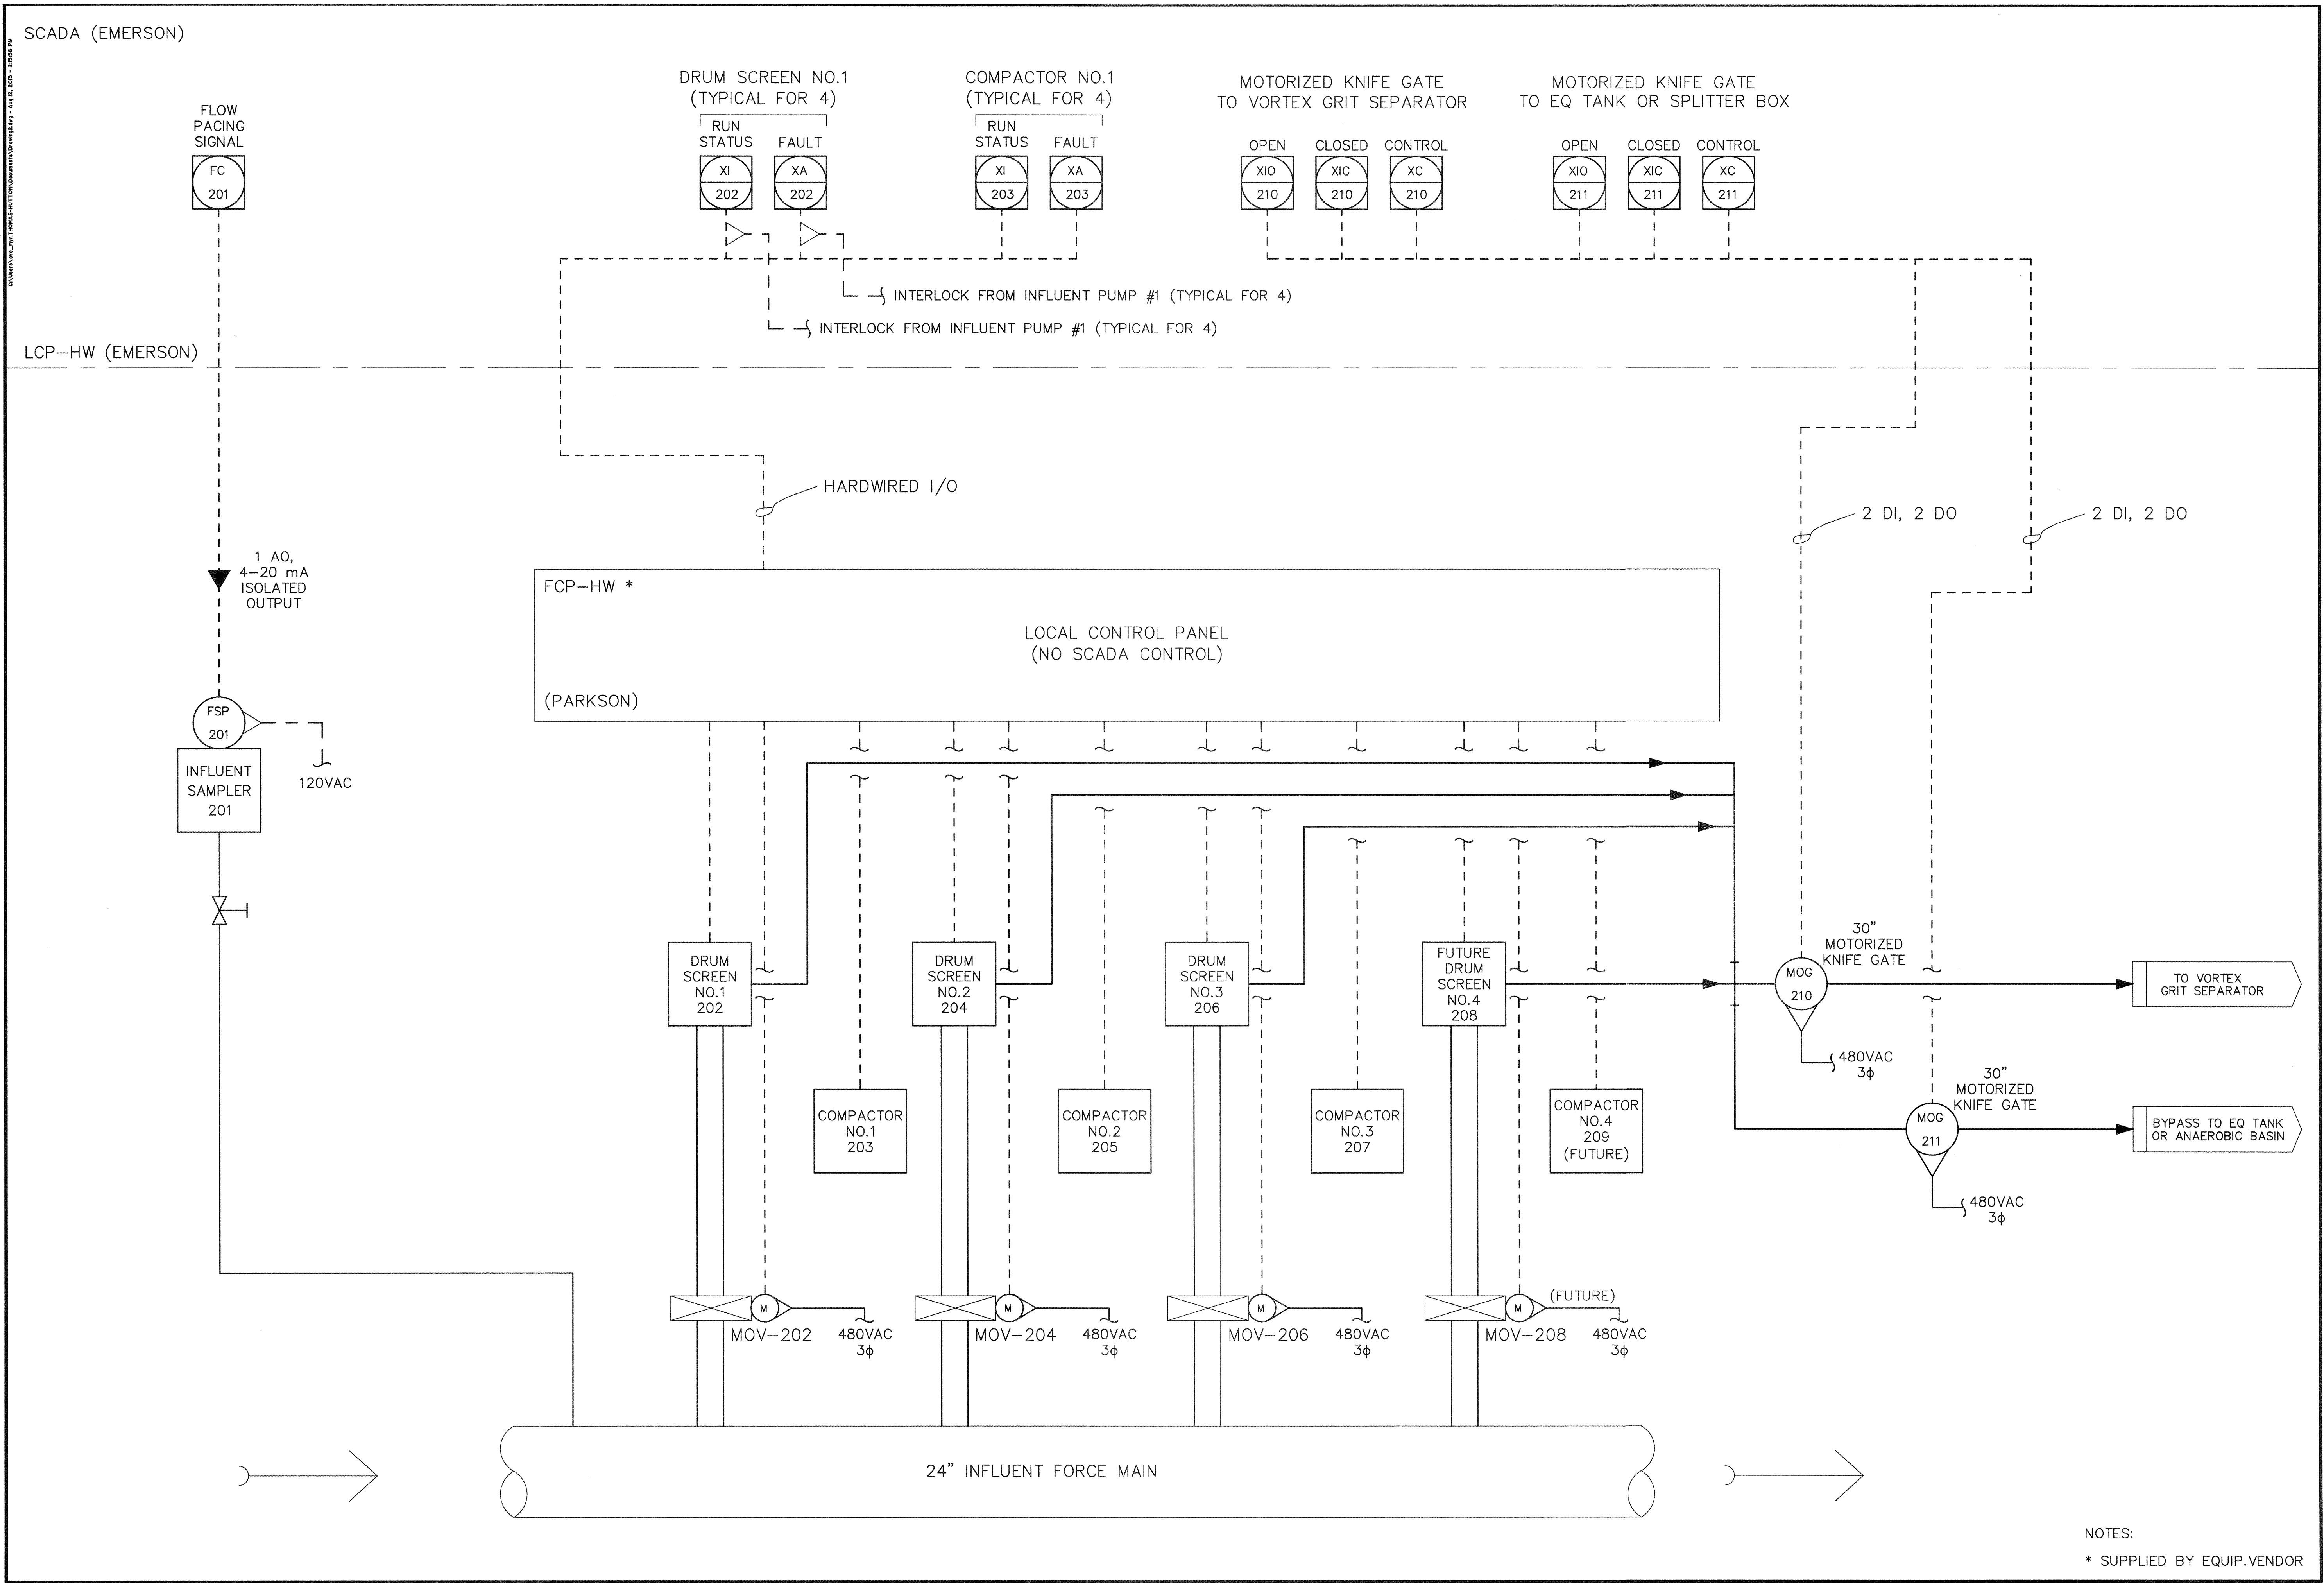 SCADA (EMERSON)
FLOW
PACING
SIGNAL
FC
201
DRUM SCREEN NO.1
(TYPICAL FOR 4)
RUN
STATUS
FAULT
XI
202
XA
202
COMPACTOR NO.1
(TYPICAL FOR 4)
RUN
STATUS
FAULT
XI
203
XA
203
MOTORIZED KNIFE GATE
TO VORTEX GRIT SEPARATOR
OPEN
CLOSED
CONTROL
XIO
210
XIC
210
XC
210
MOTORIZED KNIFE GATE
TO EQ TANK OR SPLITTER BOX
OPEN
CLOSED
CONTROL
XIO
211
XIC
211
XC
211
INTERLOCK FROM INFLUENT PUMP #1 (TYPICAL FOR 4)
INTERLOCK FROM INFLUENT PUMP #1 (TYPICAL FOR 4)
LCP-HW (EMERSON)
HARDWIRED I/O
2 DI, 2 DO
2 DI, 2 DO
1 AO,
4-20 mA
ISOLATED
OUTPUT
FCP-HW *
LOCAL CONTROL PANEL
(NO SCADA CONTROL)
(PARKSON)
FSP
201
120VAC
INFLUENT
SAMPLER
201
DRUM
SCREEN
NO.1
202
DRUM
SCREEN
NO.2
204
DRUM
SCREEN
NO.3
206
FUTURE
DRUM
SCREEN
NO.4
208
30"
MOTORIZED
KNIFE GATE
MOG
210
480VAC
3ϕ
TO VORTEX
GRIT SEPARATOR
COMPACTOR
NO.1
203
COMPACTOR
NO.2
205
COMPACTOR
NO.3
207
COMPACTOR
NO.4
209
(FUTURE)
30"
MOTORIZED
KNIFE GATE
MOG
211
480VAC
3ϕ
BYPASS TO EQ TANK
OR ANAEROBIC BASIN
M
MOV-202
480VAC
3ϕ
M
MOV-204
480VAC
3ϕ
M
MOV-206
480VAC
3ϕ
M
(FUTURE)
MOV-208
480VAC
3ϕ
24" INFLUENT FORCE MAIN
NOTES:
* SUPPLIED BY EQUIP.VENDOR